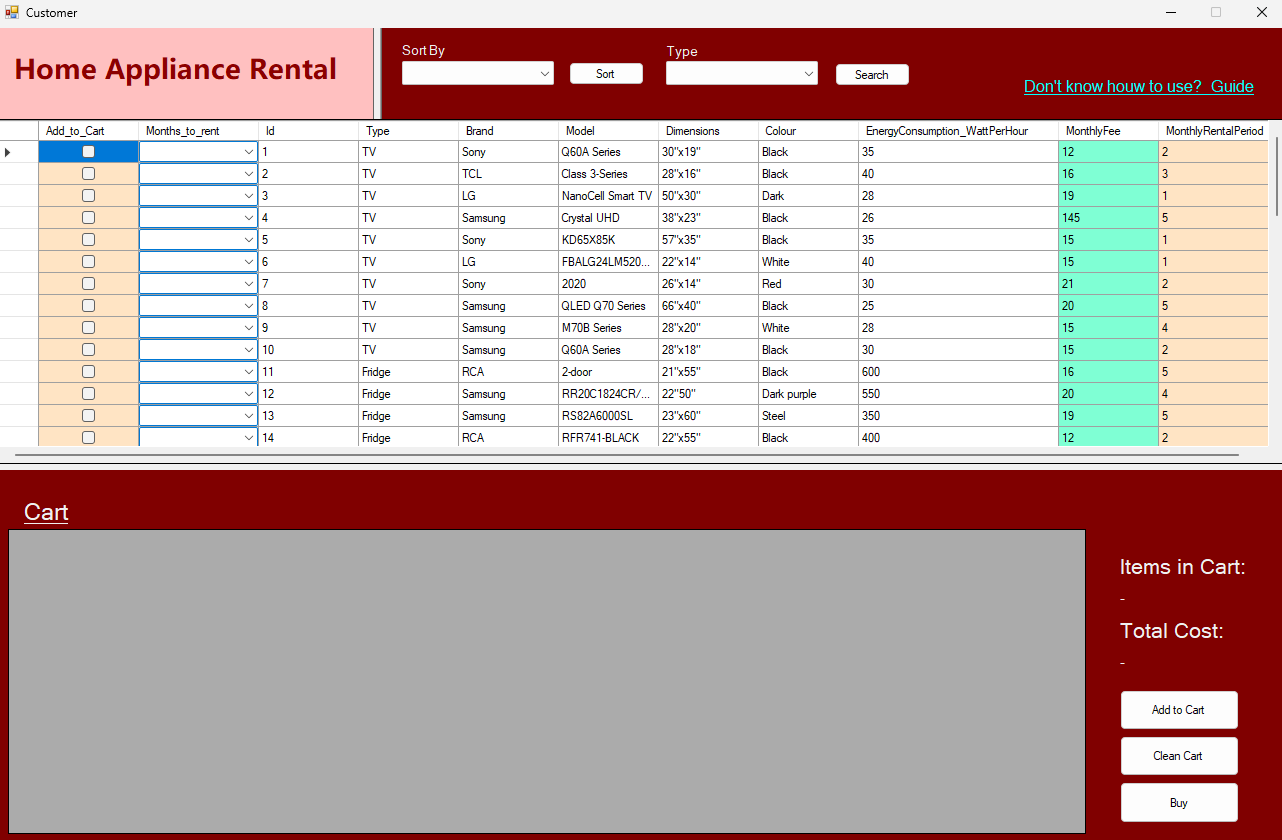 Customer
Home Appliance Rental
Sort By
Sort
Type
Search
Don't know houw to use?  Guide
Add_to_Cart Months_to_rent Id Type Brand Model Dimensions Colour EnergyConsumption_WattPerHour MonthlyFee MonthlyRentalPeriod
1 TV Sony Q60A Series 30"x19" Black 35 12 2
2 TV TCL Class 3-Series 28"x16" Black 40 16 3
3 TV LG NanoCell Smart TV 50"x30" Dark 28 19 1
4 TV Samsung Crystal UHD 38"x23" Black 26 145 5
5 TV Sony KD65X85K 57"x35" Black 35 15 1
6 TV LG FBALG24LM520... 22"x14" White 40 15 1
7 TV Sony 2020 26"x14" Red 30 21 2
8 TV Samsung QLED Q70 Series 66"x40" Black 25 20 5
9 TV Samsung M70B Series 28"x20" White 28 15 4
10 TV Samsung Q60A Series 28"x18" Black 30 15 2
11 Fridge RCA 2-door 21"x55" Black 600 16 5
12 Fridge Samsung RR20C1824CR/... 22"50" Dark purple 550 20 4
13 Fridge Samsung RS82A6000SL 23"x60" Steel 350 19 5
14 Fridge RCA RFR741-BLACK 22"x55" Black 400 12 2
Cart
Items in Cart:
-
Total Cost:
-
Add to Cart
Clean Cart
Buy